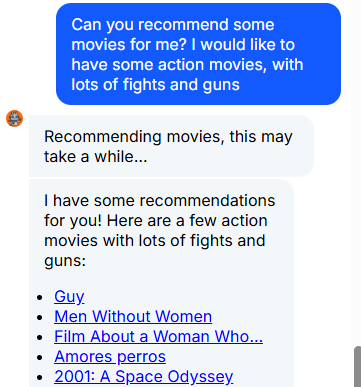 Can you recommend some
movies for me? I would like to
have some action movies, with
lots of fights and guns
Recommending movies, this may
take a while...
I have some recommendations
for you! Here are a few action
movies with lots of fights and
guns:
• Guy
• Men Without Women
• Film About a Woman Who...
• Amores perros
• 2001: A Space Odyssey